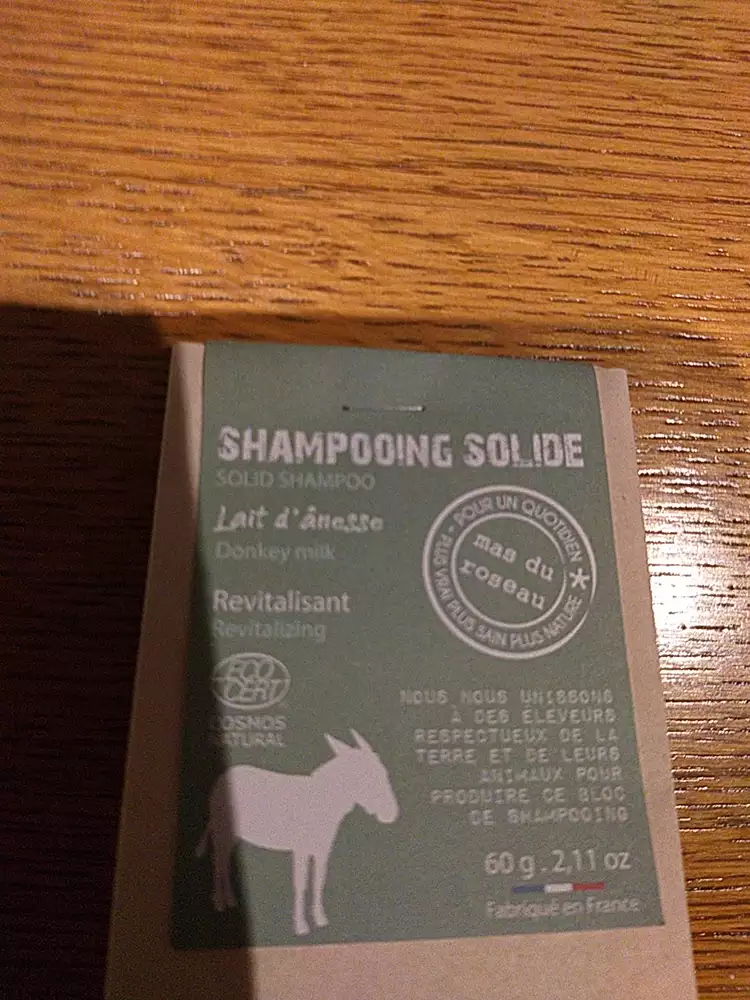 SHAMPOOING SOLIDE
SOLID SHAMPOO
Lait d'ânesse
Donkey milk
POUR UN QUOTIDIEN * PLUS VRAI PLUS SAIN PLUS NATURE
mas du
roseau
Revitalisant
Revitalizing
ECO
CERT
COSMOS
NATURAL
NOUS NOUS UNISSONS
À DES ÉLEVEURS
RESPECTUEUX DE LA
TERRE ET DE LEURS
ANIMAUX POUR
PRODUIRE CE BLOC
DE SHAMPOOING
60 g . 2,11 oz
Fabriqué en France